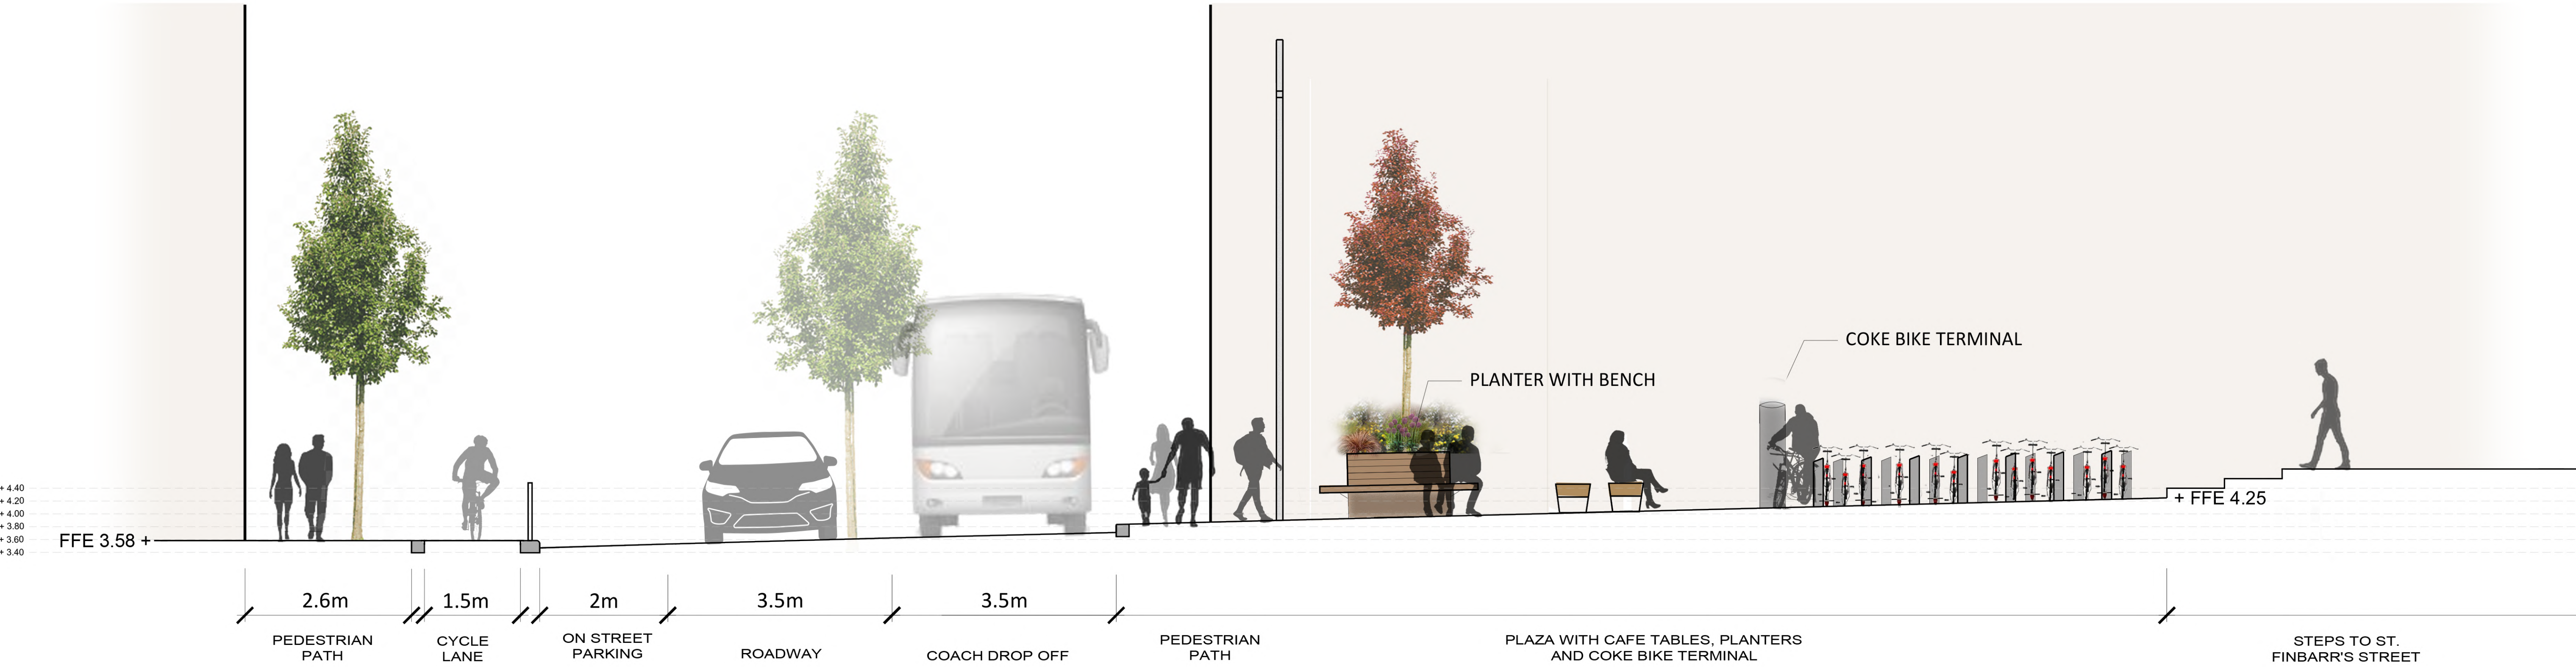 COKE BIKE TERMINAL
PLANTER WITH BENCH
+ 4.40
+ 4.20
+ 4.00
+ 3.80
+ 3.60
+ 3.40
FFE 3.58 +
+ FFE 4.25
2.6m
1.5m
2m
3.5m
3.5m
PEDESTRIAN
PATH
CYCLE
LANE
ON STREET
PARKING
ROADWAY
COACH DROP OFF
PEDESTRIAN
PATH
PLAZA WITH CAFE TABLES, PLANTERS
AND COKE BIKE TERMINAL
STEPS TO ST.
FINBARR'S STREET